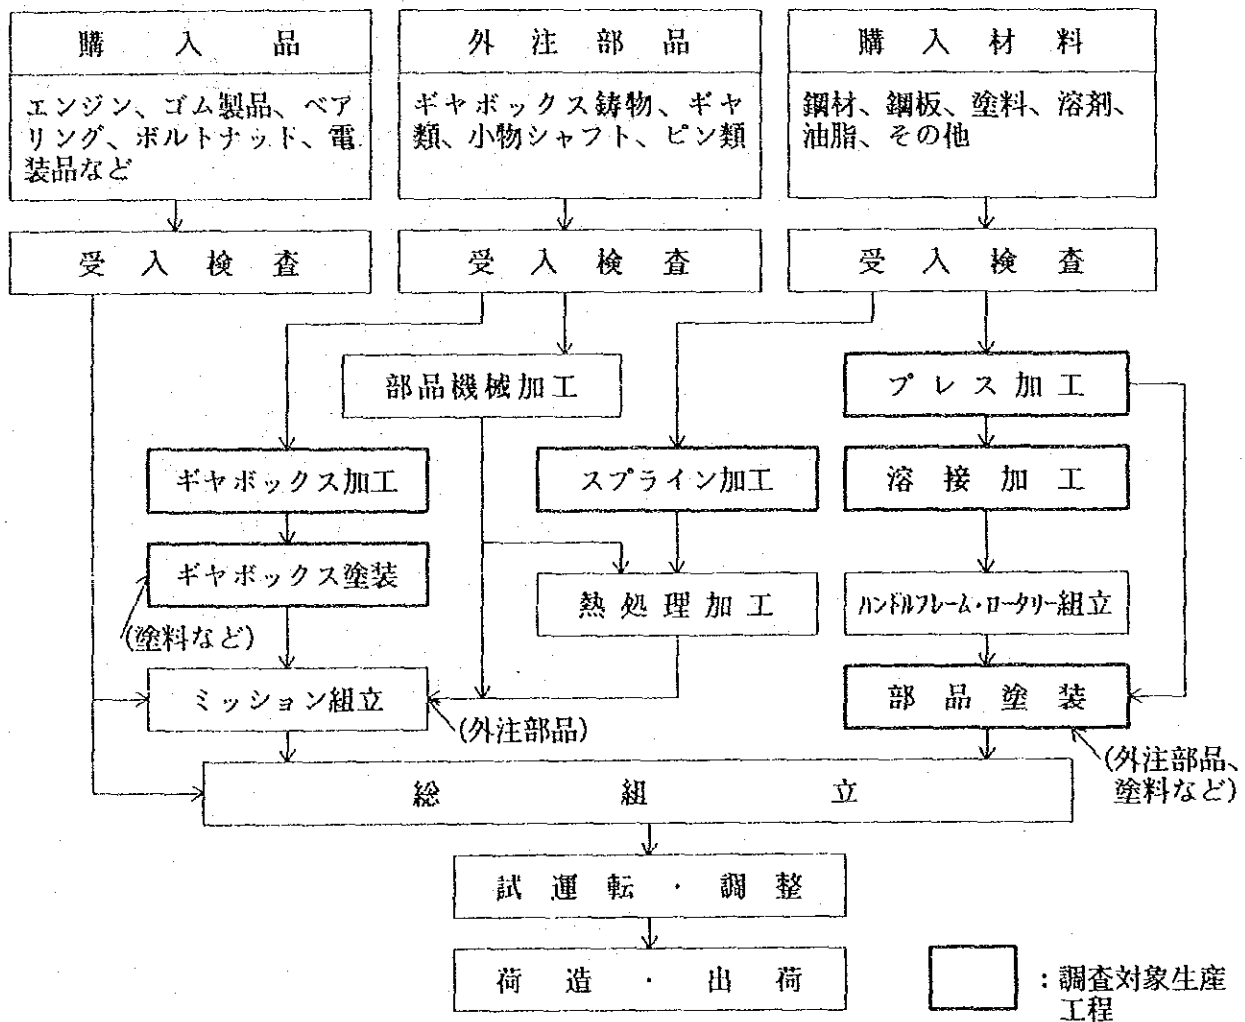 購入品
エンジン、ゴム製品、ベア
リング、ボルトナッド、電
装品など
外注部品
ギヤボックス鋳物、ギヤ
類、小物シャフト、ピン類
購入材料
鋼材、鋼板、塗料、溶剤、
油脂、その他
受入検査
受入検査
受入検査
部品機械加工
プレス加工
ギヤボックス加工
スプライン加工
溶接加工
ギヤボックス塗装
(塗料など)
熱処理加工
ハンドルフレーム・ロータリー組立
ミッション組立
(外注部品)
部品塗装
(外注部品、
塗料など)
総組立
試運転・調整
荷造・出荷
:調査対象生産
工程